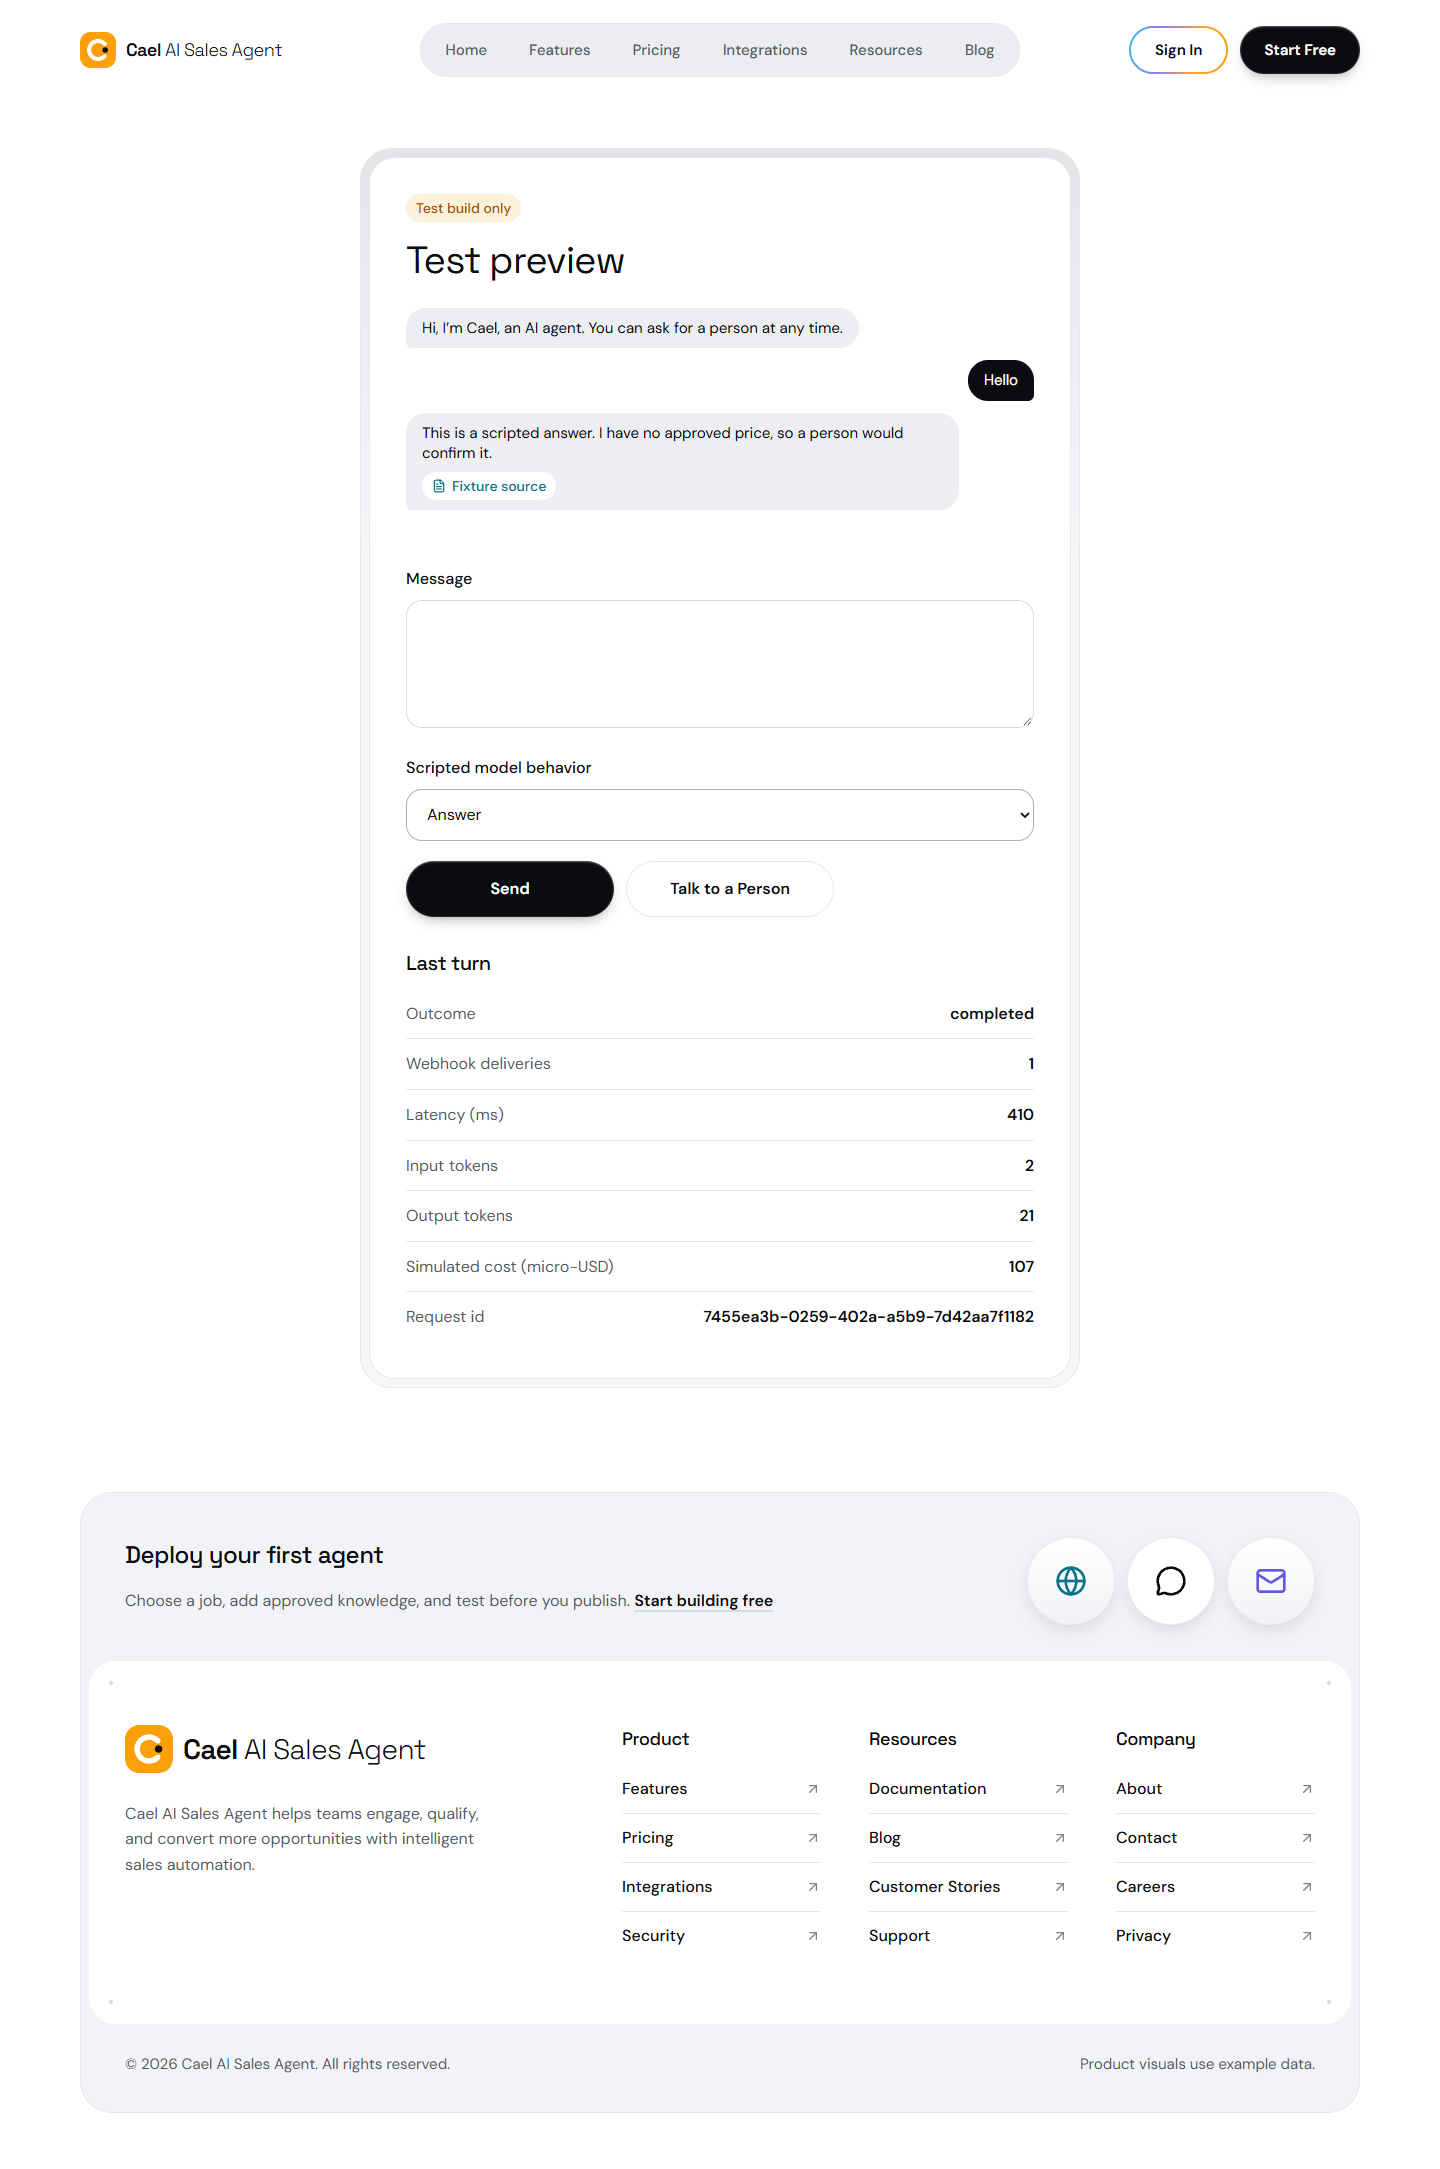 Cael AI Sales Agent
Home
Features
Pricing
Integrations
Resources
Blog
Sign In
Start Free
Test build only
Test preview
Hi, I’m Cael, an AI agent. You can ask for a person at any time.
Hello
This is a scripted answer. I have no approved price, so a person would
confirm it.
Fixture source
Message
Scripted model behavior
Answer
Send
Talk to a Person
Last turn
Outcome
completed
Webhook deliveries
1
Latency (ms)
410
Input tokens
2
Output tokens
21
Simulated cost (micro-USD)
107
Request id
7455ea3b-0259-402a-a5b9-7d42aa7f1182
Deploy your first agent
Choose a job, add approved knowledge, and test before you publish. Start building free
Cael AI Sales Agent
Cael AI Sales Agent helps teams engage, qualify,
and convert more opportunities with intelligent
sales automation.
Product
Features
Pricing
Integrations
Security
Resources
Documentation
Blog
Customer Stories
Support
Company
About
Contact
Careers
Privacy
© 2026 Cael AI Sales Agent. All rights reserved.
Product visuals use example data.